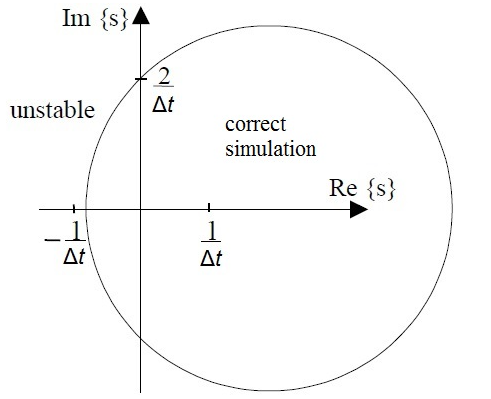 Im {s}
2
Δt
unstable
correct
simulation
Re {s}
– 1
Δt
1
Δt